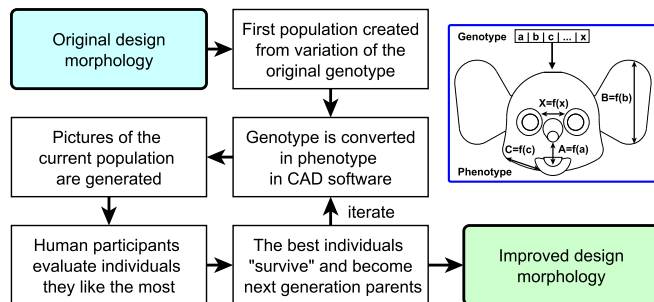 Original design
morphology
First population created
from variation of the
original genotype
Genotype
a | b | c | ... | x
X=f(x)
B=f(b)
C=f(c)
A=f(a)
Phenotype
Pictures of the
current population
are generated
Genotype is converted
in phenotype
in CAD software
iterate
Human participants
evaluate individuals
they like the most
The best individuals
"survive" and become
next generation parents
Improved design
morphology